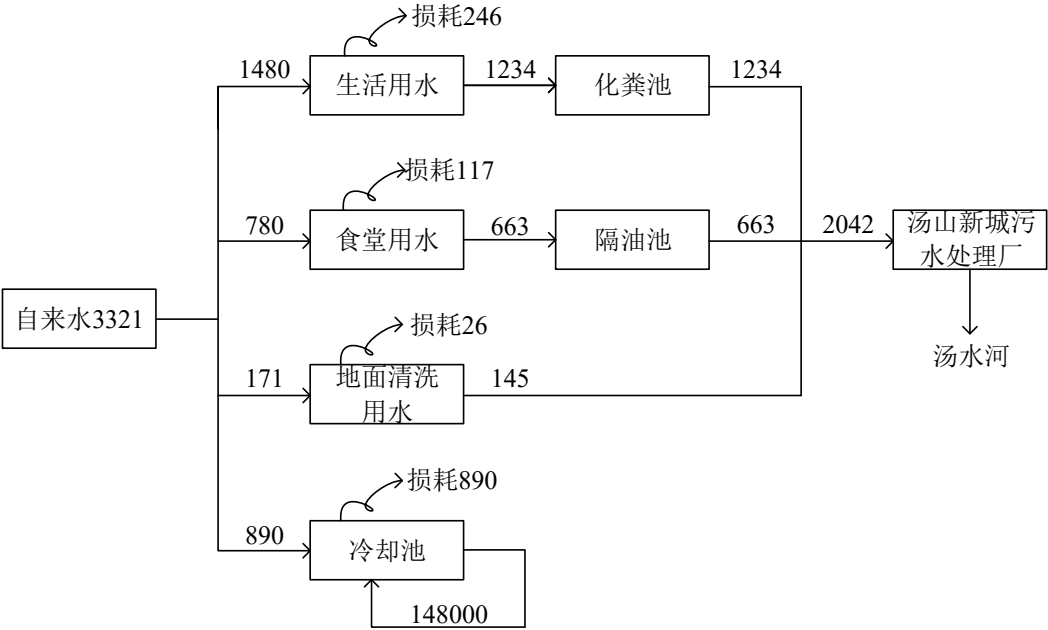 损耗246
1480
生活用水
1234
化粪池
1234
损耗117
780
食堂用水
663
隔油池
663
2042
汤山新城污
水处理厂
自来水3321
损耗26
汤水河
171
地面清洗
用水
145
损耗890
890
冷却池
148000